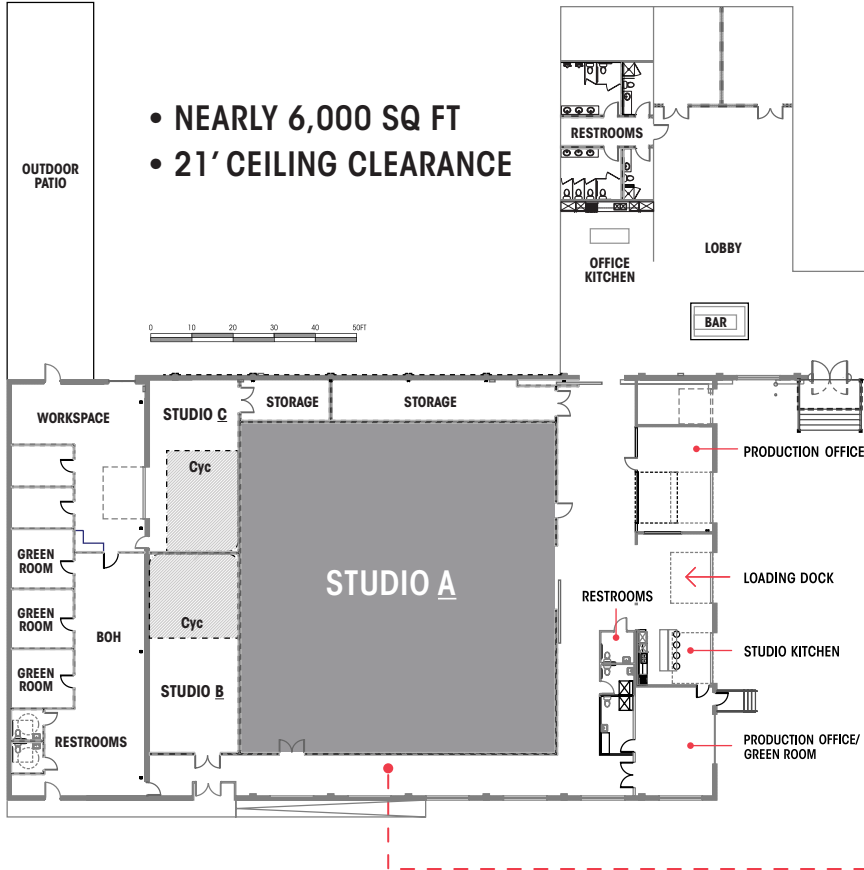 • NEARLY 6,000 SQ FT
• 21’ CEILING CLEARANCE
OUTDOOR
PATIO
RESTROOMS
OFFICE
KITCHEN
LOBBY
BAR
0 10 20 30 40 50FT
WORKSPACE
STUDIO C
STORAGE
STORAGE
Cyc
PRODUCTION OFFICE
GREEN
ROOM
GREEN
ROOM
GREEN
ROOM
BOH
STUDIO A
LOADING DOCK
RESTROOMS
Cyc
STUDIO KITCHEN
STUDIO B
RESTROOMS
PRODUCTION OFFICE/
GREEN ROOM